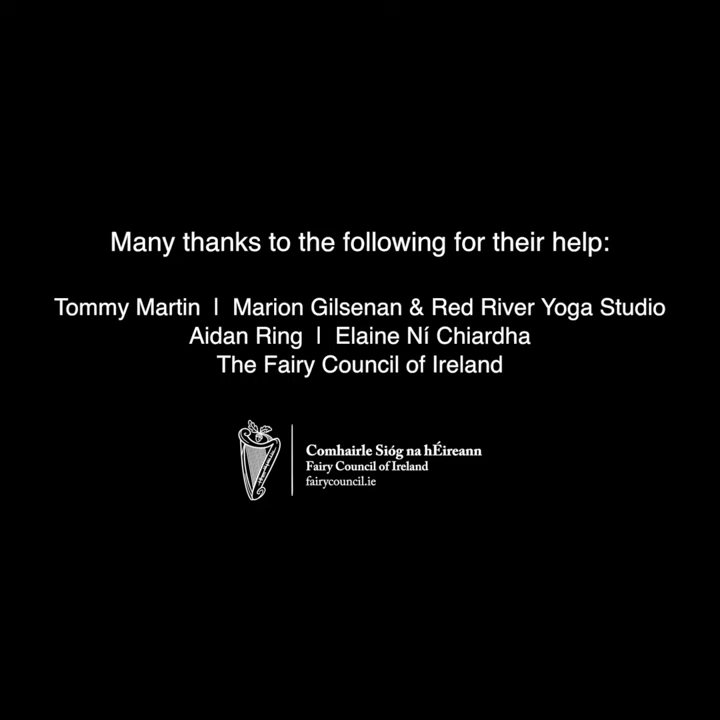 Many thanks to the following for their help:
Tommy Martin | Marion Gilsenan & Red River Yoga Studio
Aidan Ring | Elaine Ní Chiardha
The Fairy Council of Ireland
Comhairle Sióg na hÉireann
Fairy Council of Ireland
fairycouncil.ie